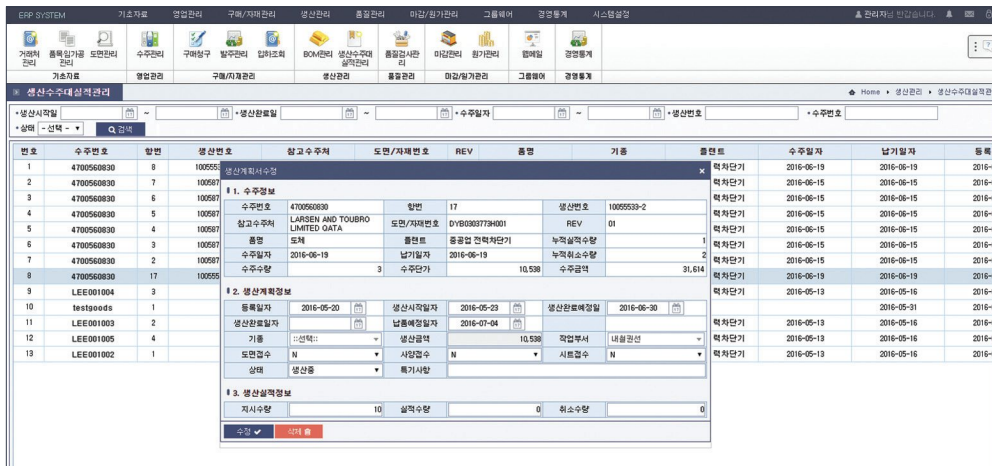 ERP SYSTEM 기초자료 영업관리 구매/자재관리 생산관리 품질관리 마감/원가관리 그룹웨어 경영통계 시스템설정 관리자님 반갑습니다.
거래처관리 품목임가공관리 도면관리 수주관리 구매청구 발주관리 입하조회 BOM관리 생산수주대실적관리 품질검사관리 마감관리 원가관리 웹메일 경영통계
기초자료 영업관리 구매/자재관리 생산관리 품질관리 마감/원가관리 그룹웨어 경영통계
생산수주대실적관리 Home ▸ 생산관리 ▸ 생산수주대실적관
*생산시작일 ~ *생산완료일 ~ *수주일자 ~ *생산번호 *수주번호
*상태 - 선택 - 검색
번호 수주번호 항번 생산번호 참고수주처 도면/자재번호 REV 품명 기종 플랜트 수주일자 납기일자 등록
1 4700560830 8 100555 력차단기 2016-06-19 2016-06-19 2016-
2 4700560830 7 100587 력차단기 2016-06-15 2016-06-15 2016-
3 4700560830 6 100587 력차단기 2016-06-15 2016-06-15 2016-
4 4700560830 5 100587 력차단기 2016-06-15 2016-06-15 2016-
5 4700560830 4 100587 력차단기 2016-06-15 2016-06-15 2016-
6 4700560830 3 100587 력차단기 2016-06-15 2016-06-15 2016-
7 4700560830 2 100587 력차단기 2016-06-15 2016-06-15 2016-
8 4700560830 17 100555 력차단기 2016-06-19 2016-06-19 2016-
9 LEE001004 3 력차단기 2016-05-13 2016-05-16 2016-
10 testgoods 1 2016-05-31 2016-
11 LEE001003 2 력차단기 2016-05-13 2016-05-16 2016-
12 LEE001005 4 력차단기 2016-05-13 2016-05-16 2016-
13 LEE001002 1 력차단기 2016-05-13 2016-05-16 2016-
생산계획서수정 ×
1. 수주정보
수주번호 4700560830 항번 17 생산번호 10055533-2
참고수주처 LARSEN AND TOUBRO LIMITED QATA 도면/자재번호 DYB0303773H001 REV 01
품명 도체 플랜트 중공업 전력차단기 누적실적수량 1
수주일자 2016-06-19 납기일자 2016-06-19 누적취소수량 2
수주수량 3 수주단가 10,538 수주금액 31,614
2. 생산계획정보
등록일자 2016-05-20 생산시작일자 2016-05-23 생산완료예정일 2016-06-30
생산완료일자 납품예정일자 2016-07-04
기종 ::선택:: 생산금액 10,538 작업부서 내철권선
도면접수 N 사양접수 N 시트접수 N
상태 생산중 특기사항
3. 생산실적정보
지시수량 10 실적수량 0 취소수량 0
수정 삭제